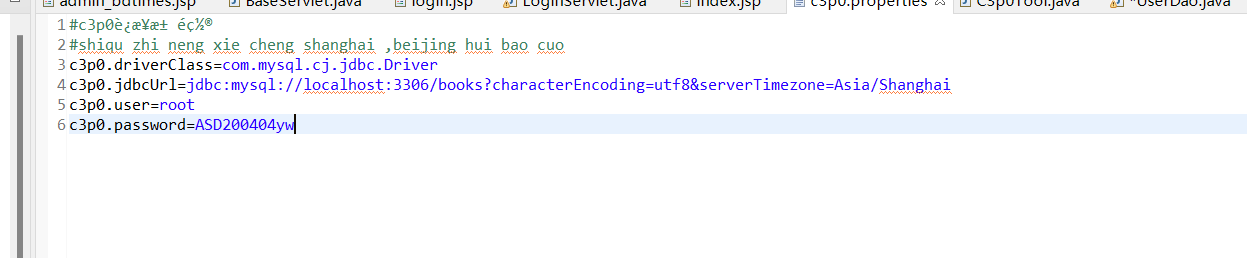 admin_bdtimes.jsp BaseServlet.java login.jsp LoginServlet.java index.jsp c3p0.properties C3p0Tool.java *UserDao.java
1 #c3p0è¿æ¥æ± éç½®
2 #shiqu zhi neng xie cheng shanghai ,beijing hui bao cuo
3 c3p0.driverClass=com.mysql.cj.jdbc.Driver
4 c3p0.jdbcUrl=jdbc:mysql://localhost:3306/books?characterEncoding=utf8&serverTimezone=Asia/Shanghai
5 c3p0.user=root
6 c3p0.password=ASD200404yw